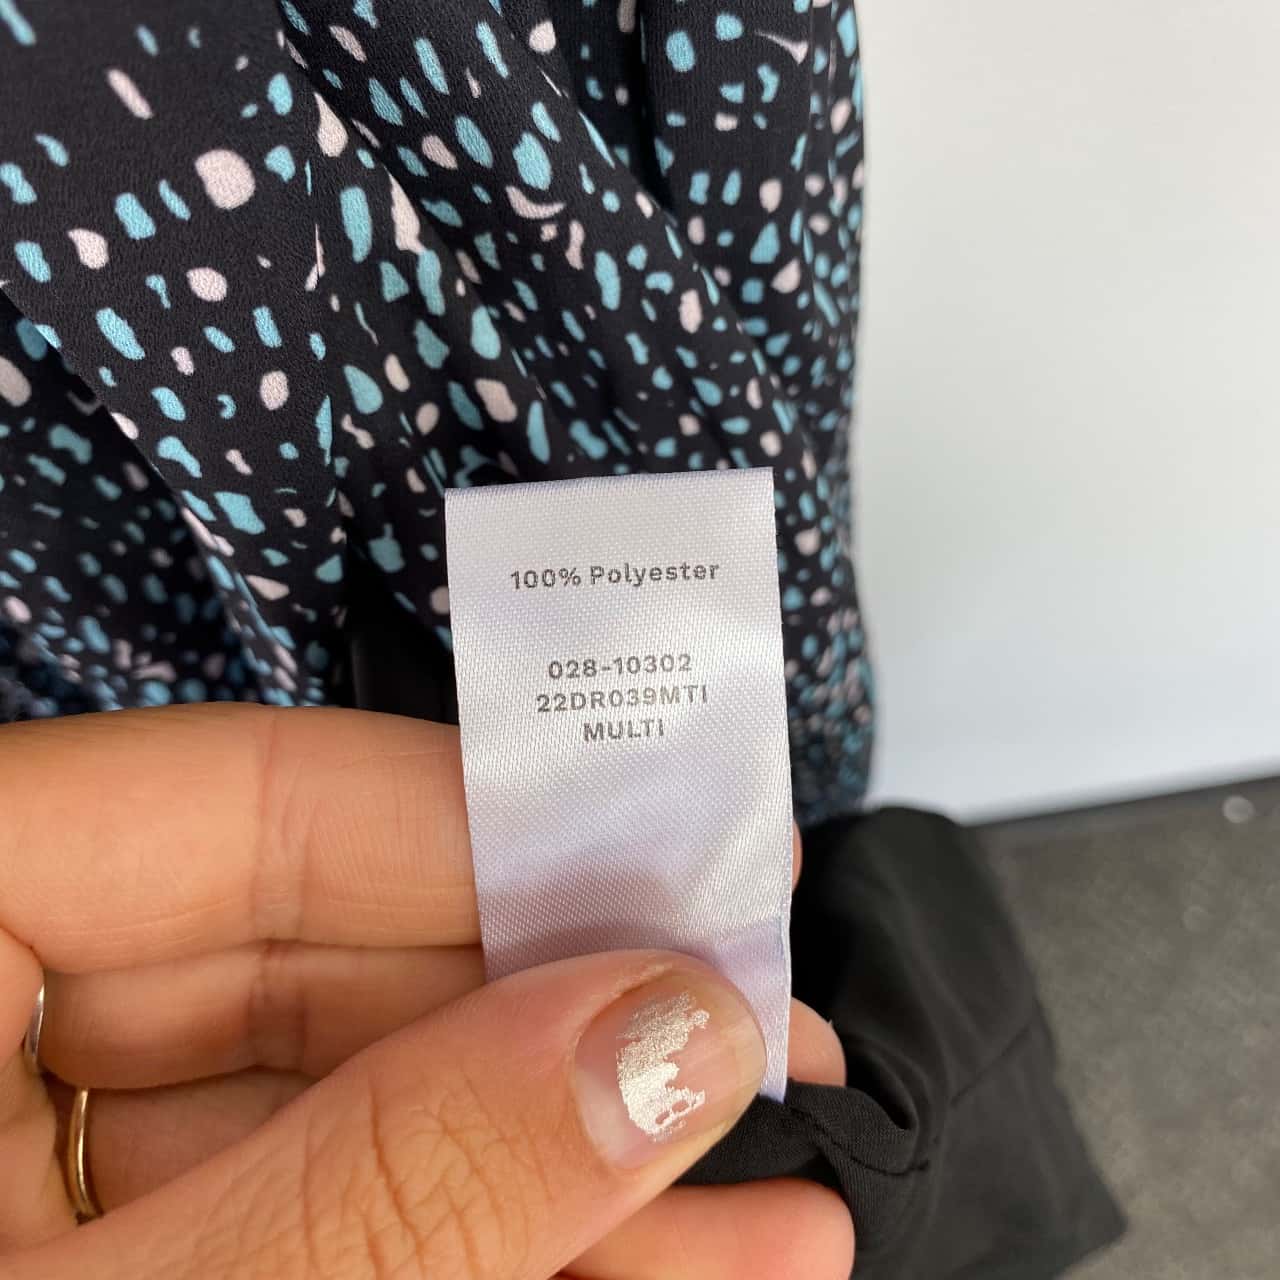 100% Polyester
028-10302
22DR039MTI
MULTI